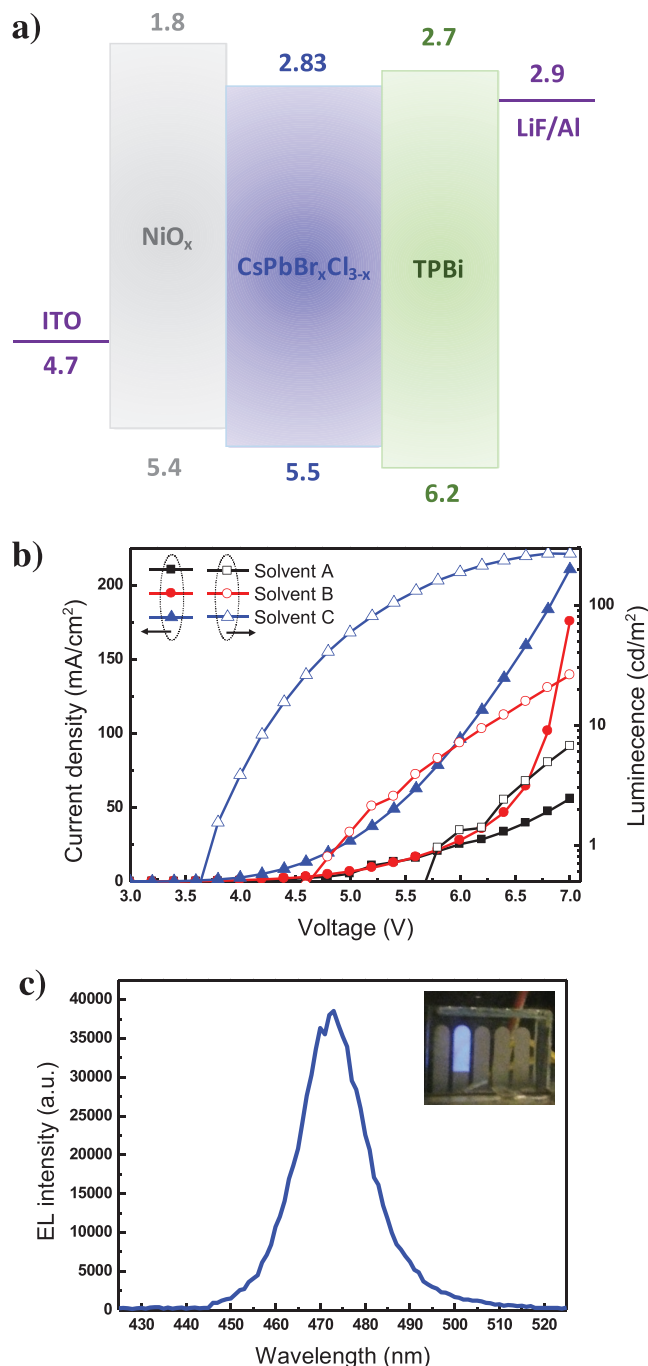 a)
1.8
2.83
2.7
2.9
LiF/Al
NiOx
CsPbBrxCl3-x
TPBi
ITO
4.7
5.4
5.5
6.2
b)
Current density (mA/cm2)
200
150
100
50
0
Solvent A
Solvent B
Solvent C
100
10
1
Luminecence (cd/m2)
3.0 3.5 4.0 4.5 5.0 5.5 6.0 6.5 7.0
Voltage (V)
c)
EL intensity (a.u.)
40000
35000
30000
25000
20000
15000
10000
5000
0
430 440 450 460 470 480 490 500 510 520
Wavelength (nm)